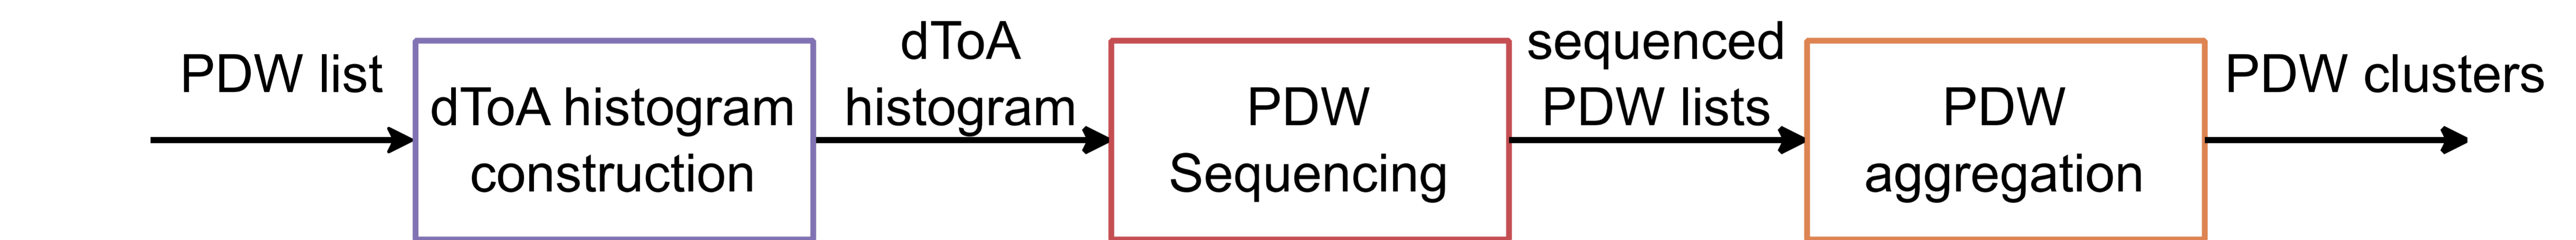 PDW list
dToA histogram
construction
dToA
histogram
PDW
Sequencing
sequenced
PDW lists
PDW
aggregation
PDW clusters